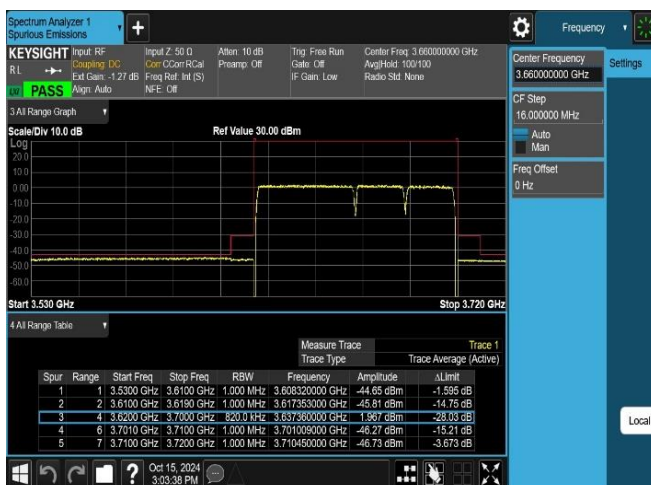 Spectrum Analyzer 1
Spurious Emissions
+
Frequency
KEYSIGHT Input: RF Input Z: 50 Ω Atten: 10 dB Trig: Free Run Center Freq: 3.660000000 GHz
RL Coupling: DC Corr CCorr RCal Preamp: Off Gate: Off Avg|Hold: 100/100
Ext Gain: -1.27 dB Freq Ref: Int (S) IF Gain: Low Radio Std: None
LXI PASS Align: Auto NFE: Off
Center Frequency
3.660000000 GHz
Settings
CF Step
16.000000 MHz
Auto
Man
Freq Offset
0 Hz
3 All Range Graph
Scale/Div 10.0 dB Ref Value 30.00 dBm
Log
20.0
10.0
0.00
-10.0
-20.0
-30.0
-40.0
-50.0
-60.0
Start 3.530 GHz Stop 3.720 GHz
4 All Range Table
Measure Trace Trace 1
Trace Type Trace Average (Active)
Spur Range Start Freq Stop Freq RBW Frequency Amplitude ΔLimit
1 1 3.5300 GHz 3.6100 GHz 1.000 MHz 3.608320000 GHz -44.65 dBm -1.595 dB
2 2 3.6100 GHz 3.6190 GHz 1.000 MHz 3.617353000 GHz -45.81 dBm -14.75 dB
3 4 3.6200 GHz 3.7000 GHz 820.0 kHz 3.637360000 GHz 1.967 dBm -28.03 dB
4 6 3.7010 GHz 3.7100 GHz 1.000 MHz 3.701009000 GHz -46.27 dBm -15.21 dB
5 7 3.7100 GHz 3.7200 GHz 1.000 MHz 3.710450000 GHz -46.73 dBm -3.673 dB
Local
? Oct 15, 2024
3:03:38 PM